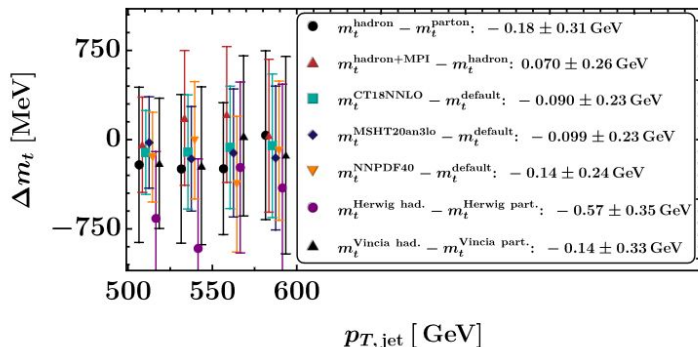 Δm_t [MeV]
750
0
−750
500
550
600
p_{T, jet} [ GeV]
m_t^{hadron} − m_t^{parton}: − 0.18 ± 0.31 GeV
m_t^{hadron+MPI} − m_t^{hadron}: 0.070 ± 0.26 GeV
m_t^{CT18NNLO} − m_t^{default}: − 0.090 ± 0.23 GeV
m_t^{MSHT20an3lo} − m_t^{default}: − 0.099 ± 0.23 GeV
m_t^{NNPDF40} − m_t^{default}: − 0.14 ± 0.24 GeV
m_t^{Herwig had.} − m_t^{Herwig part.}: − 0.57 ± 0.35 GeV
m_t^{Vincia had.} − m_t^{Vincia part.}: − 0.14 ± 0.33 GeV